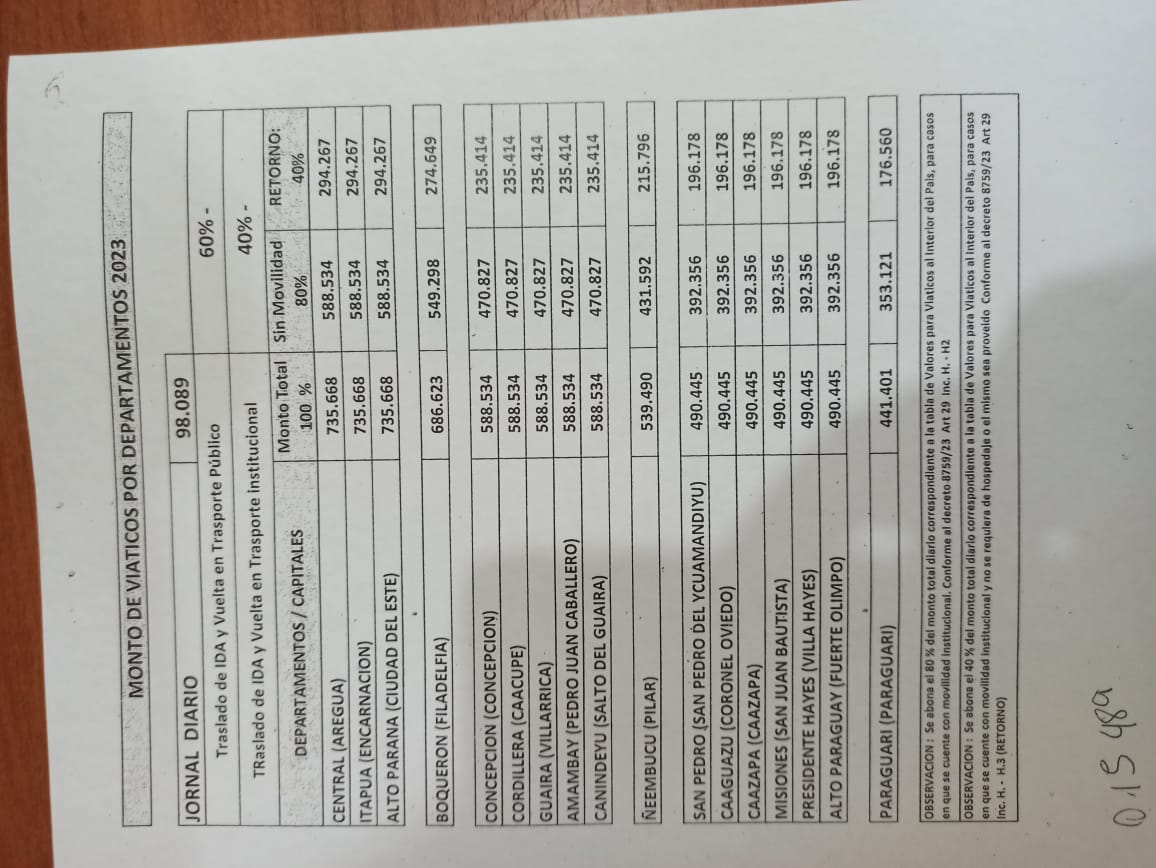 MONTO DE VIATICOS POR DEPARTAMENTOS 2023
JORNAL DIARIO 98.089
Traslado de IDA y Vuelta en Trasporte Público 60% -
TRaslado de IDA y Vuelta en Trasporte institucional 40% -
DEPARTAMENTOS / CAPITALES Monto Total 100 % Sin Movilidad 80% RETORNO: 40%
CENTRAL (AREGUA) 735.668 588.534 294.267
ITAPUA (ENCARNACION) 735.668 588.534 294.267
ALTO PARANA (CIUDAD DEL ESTE) 735.668 588.534 294.267
BOQUERON (FILADELFIA) 686.623 549.298 274.649
CONCEPCION (CONCEPCION) 588.534 470.827 235.414
CORDILLERA (CAACUPE) 588.534 470.827 235.414
GUAIRA (VILLARRICA) 588.534 470.827 235.414
AMAMBAY (PEDRO JUAN CABALLERO) 588.534 470.827 235.414
CANINDEYU (SALTO DEL GUAIRA) 588.534 470.827 235.414
ÑEEMBUCU (PILAR) 539.490 431.592 215.796
SAN PEDRO (SAN PEDRO DEL YCUAMANDIYU) 490.445 392.356 196.178
CAAGUAZU (CORONEL OVIEDO) 490.445 392.356 196.178
CAAZAPA (CAAZAPA) 490.445 392.356 196.178
MISIONES (SAN JUAN BAUTISTA) 490.445 392.356 196.178
PRESIDENTE HAYES (VILLA HAYES) 490.445 392.356 196.178
ALTO PARAGUAY (FUERTE OLIMPO) 490.445 392.356 196.178
PARAGUARI (PARAGUARI) 441.401 353.121 176.560
OBSERVACION : Se abona el 80 % del monto total diario correspondiente a la tabla de Valores para Viaticos al Interior del Pais, para casos
en que se cuente con movilidad institucional. Conforme al decreto 8759/23 Art 29 Inc. H. - H2
OBSERVACION : Se abona el 40 % del monto total diario correspondiente a la tabla de Valores para Viaticos al Interior del Pais, para casos
en que se cuente con movilidad institucional y no se requiera de hospedaje o el mismo sea proveido Conforme al decreto 8759/23 Art 29
Inc. H. - H.3 (RETORNO)